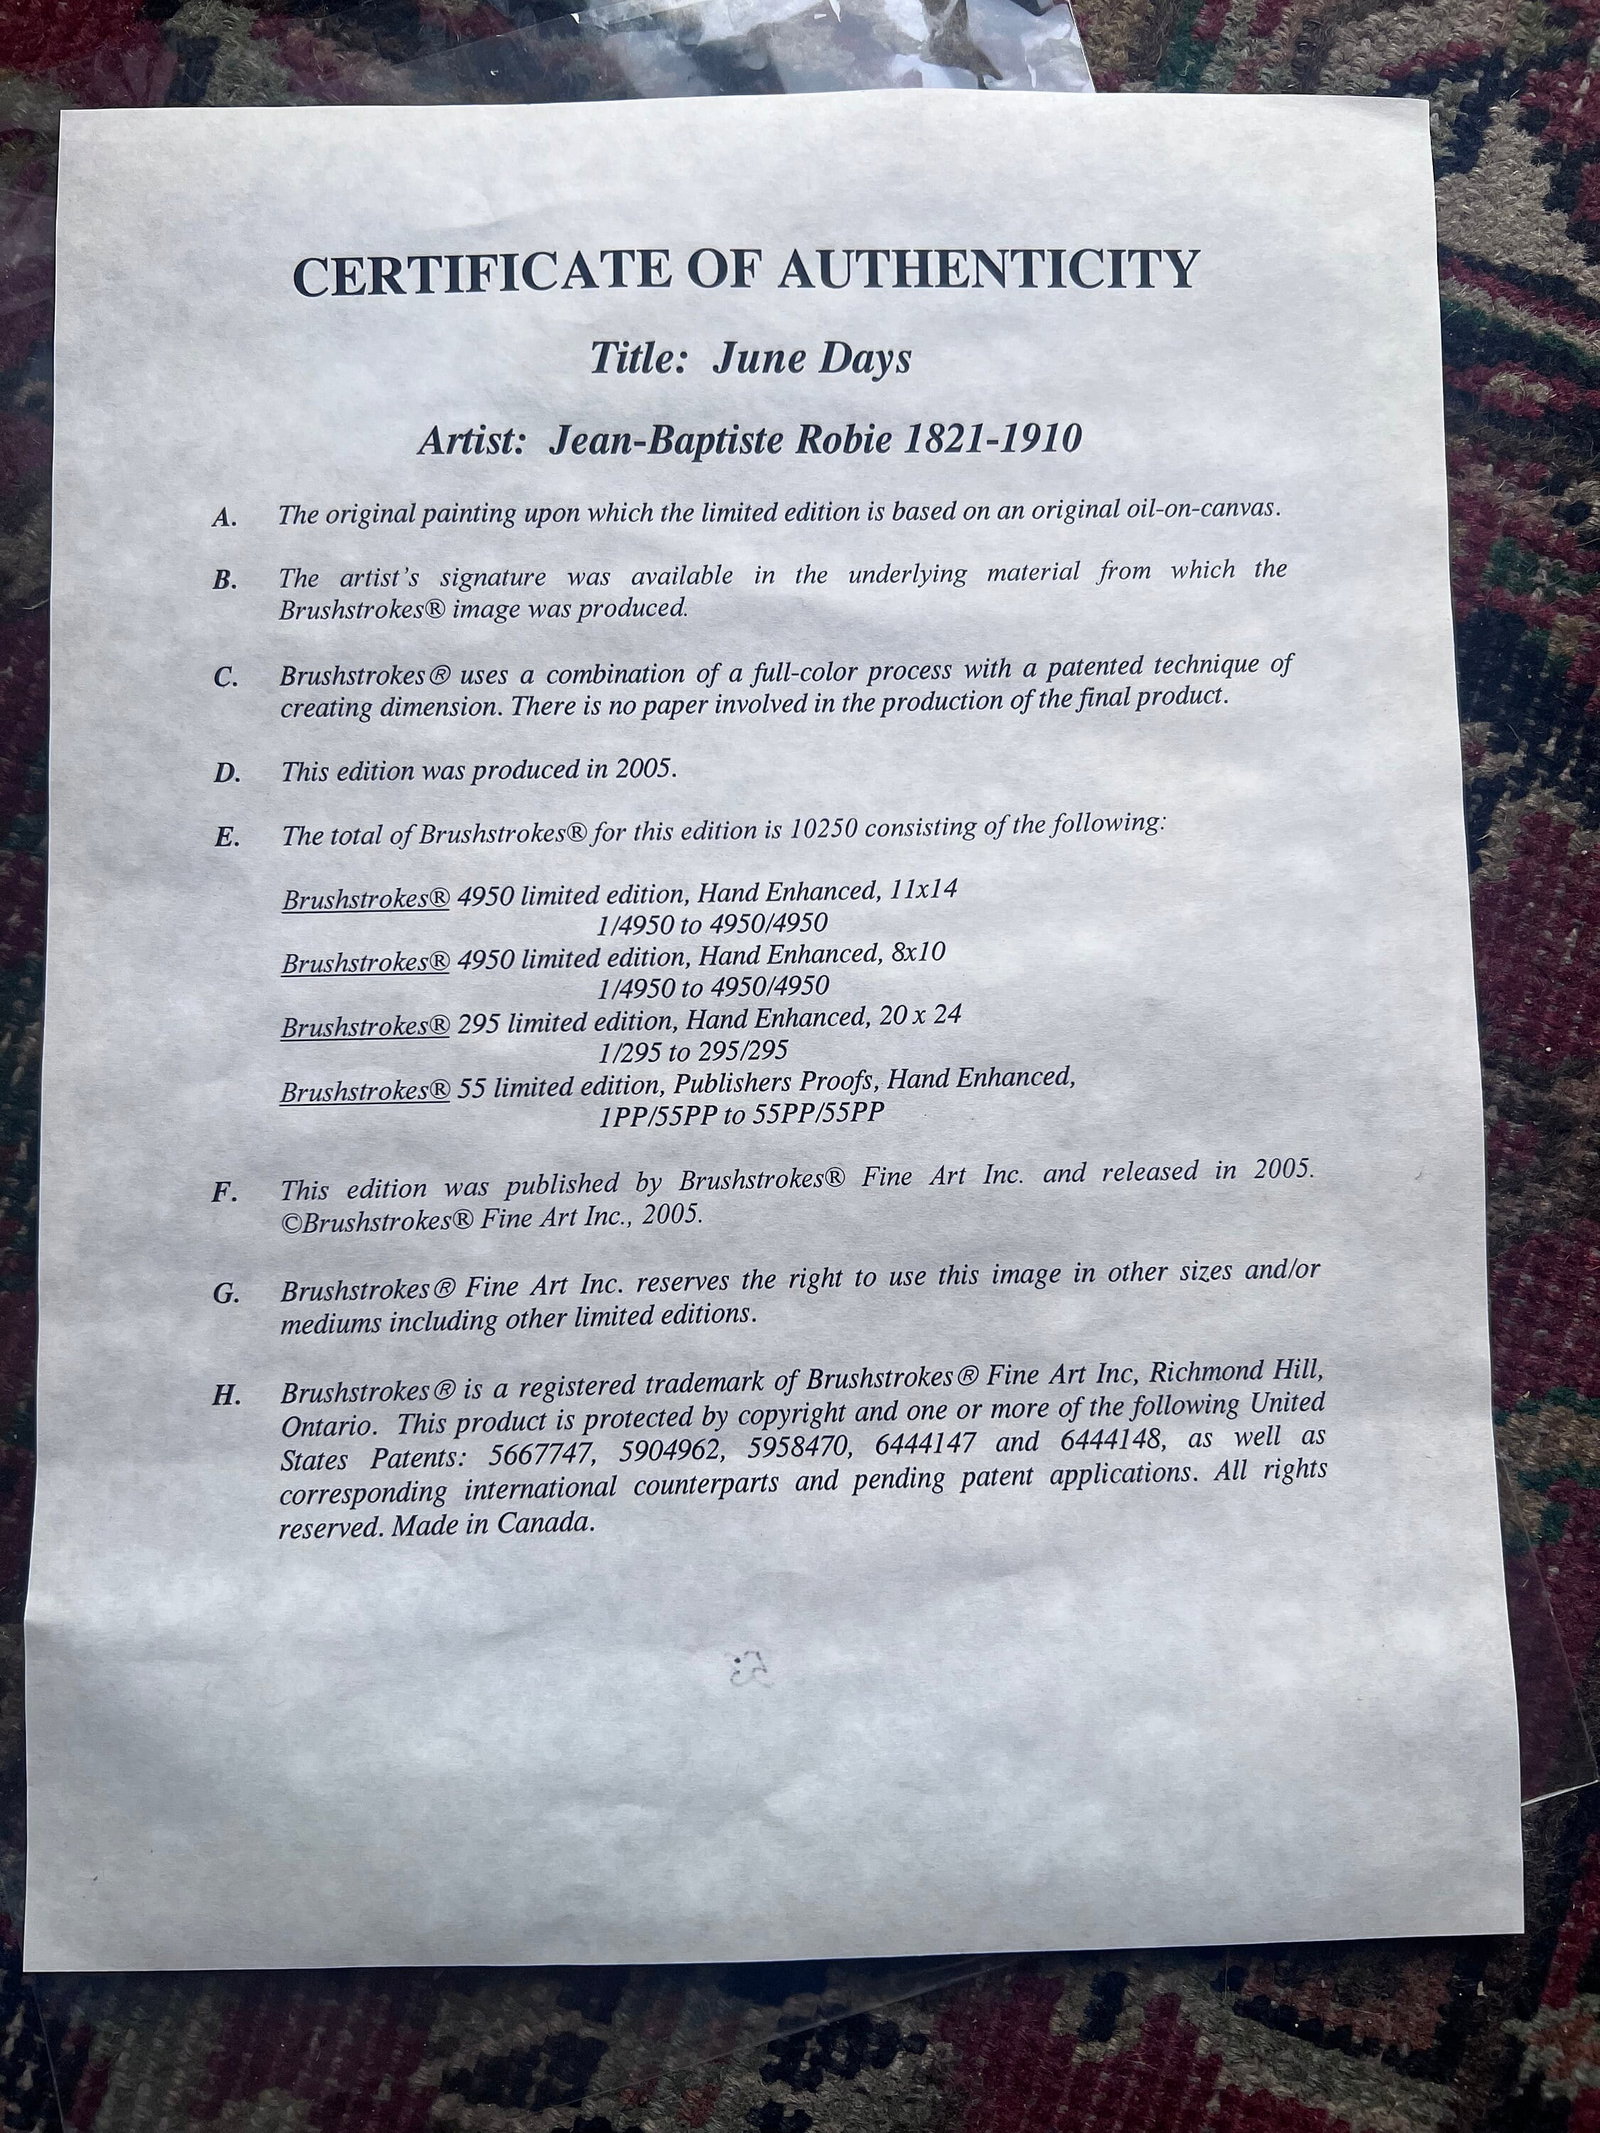 CERTIFICATE OF AUTHENTICITY
Title: June Days
Artist: Jean-Baptiste Robie 1821-1910
A. The original painting upon which the limited edition is based on an original oil-on-canvas.
B. The artist's signature was available in the underlying material from which the
Brushstrokes® image was produced.
C. Brushstrokes® uses a combination of a full-color process with a patented technique of
creating dimension. There is no paper involved in the production of the final product.
D. This edition was produced in 2005.
E. The total of Brushstrokes® for this edition is 10250 consisting of the following:
Brushstrokes® 4950 limited edition, Hand Enhanced, 11x14
1/4950 to 4950/4950
Brushstrokes® 4950 limited edition, Hand Enhanced, 8x10
1/4950 to 4950/4950
Brushstrokes® 295 limited edition, Hand Enhanced, 20 x 24
1/295 to 295/295
Brushstrokes® 55 limited edition, Publishers Proofs, Hand Enhanced,
1PP/55PP to 55PP/55PP
F. This edition was published by Brushstrokes® Fine Art Inc. and released in 2005.
©Brushstrokes® Fine Art Inc., 2005.
G. Brushstrokes® Fine Art Inc. reserves the right to use this image in other sizes and/or
mediums including other limited editions.
H. Brushstrokes® is a registered trademark of Brushstrokes® Fine Art Inc, Richmond Hill,
Ontario. This product is protected by copyright and one or more of the following United
States Patents: 5667747, 5904962, 5958470, 6444147 and 6444148, as well as
corresponding international counterparts and pending patent applications. All rights
reserved. Made in Canada.